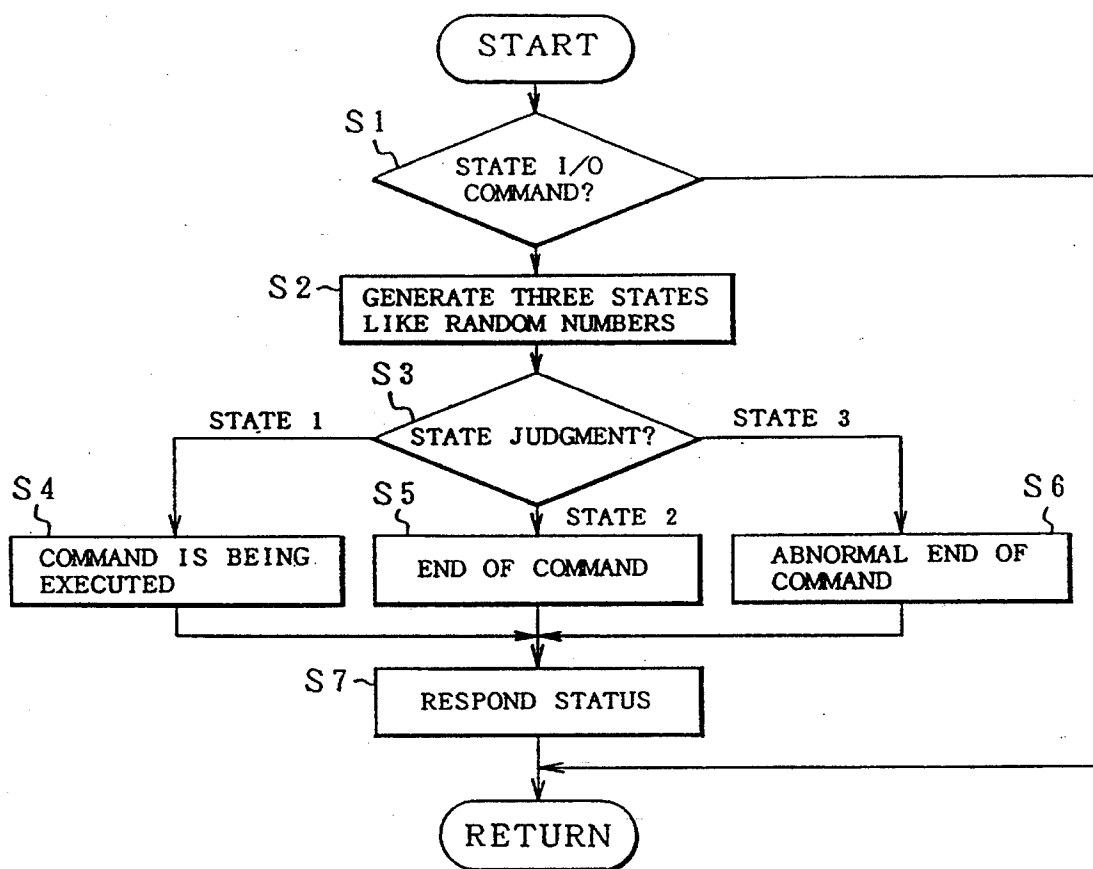 START
S1
STATE I/O
COMMAND?
S2
GENERATE THREE STATES
LIKE RANDOM NUMBERS
S3
STATE JUDGMENT?
STATE 1
STATE 3
STATE 2
S4
COMMAND IS BEING
EXECUTED
S5
END OF COMMAND
S6
ABNORMAL END OF
COMMAND
S7
RESPOND STATUS
RETURN